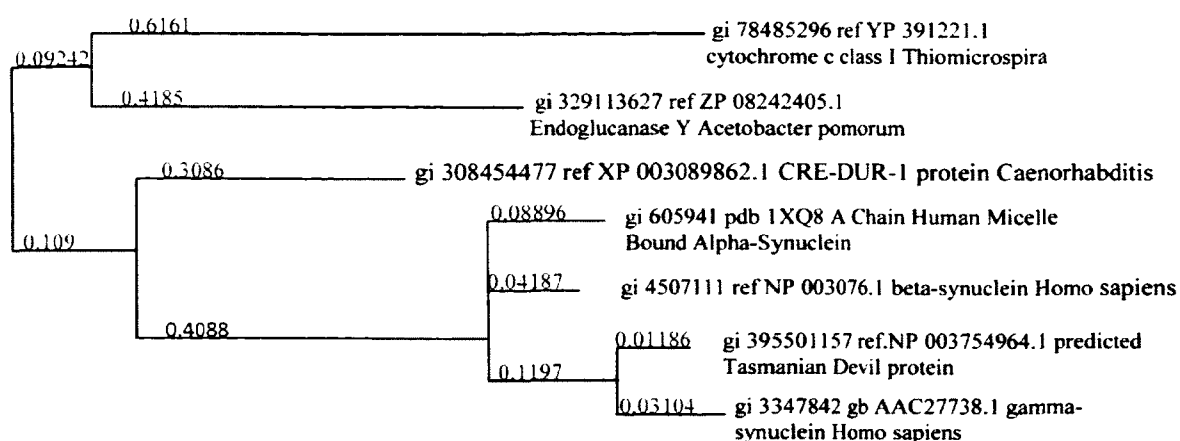 0.6161
gi 78485296 ref YP 391221.1
cytochrome c class I Thiomicrospira
0.09242
0.4185
gi 329113627 ref ZP 08242405.1
Endoglucanase Y Acetobacter pomorum
0.3086
gi 308454477 ref XP 003089862.1 CRE-DUR-1 protein Caenorhabditis
0.08896
gi 605941 pdb 1XQ8 A Chain Human Micelle
Bound Alpha-Synuclein
0.109
0.04187
gi 4507111 ref NP 003076.1 beta-synuclein Homo sapiens
0.4088
0.01186
gi 395501157 ref.NP 003754964.1 predicted
Tasmanian Devil protein
0.1197
0.03104
gi 3347842 gb AAC27738.1 gamma-
synuclein Homo sapiens